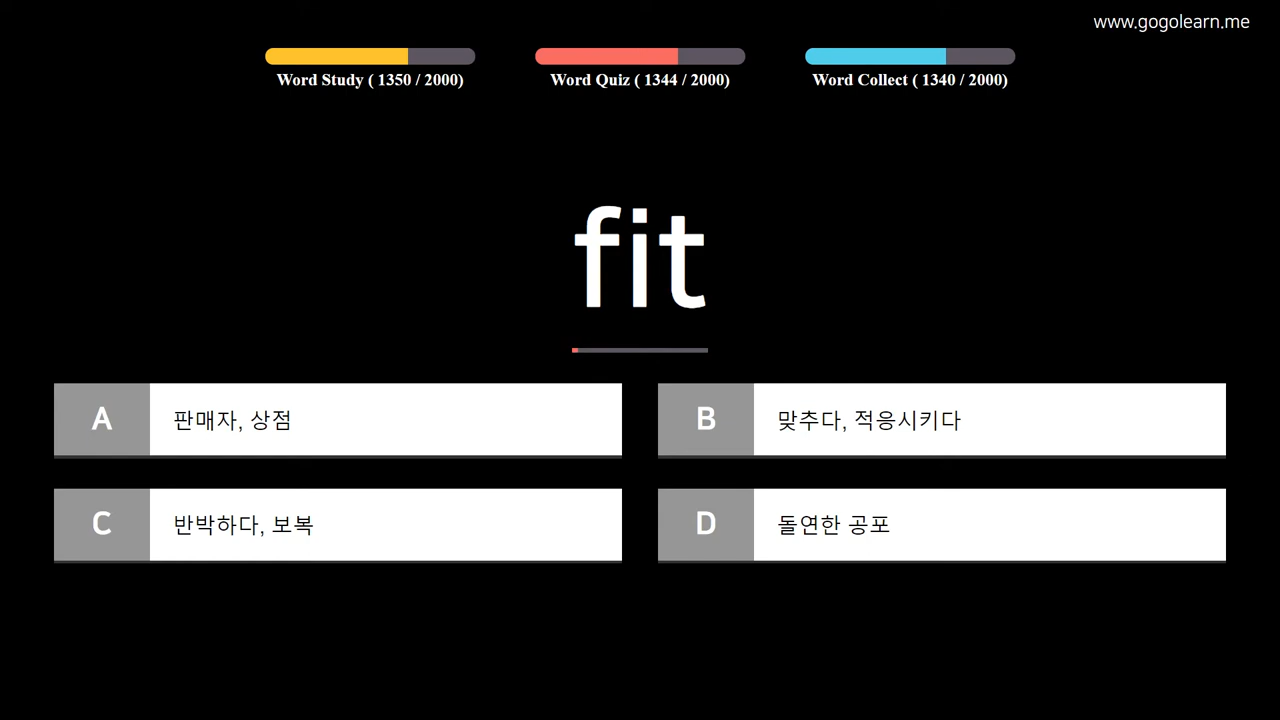 www.gogolearn.me
Word Study ( 1350 / 2000)
Word Quiz ( 1344 / 2000)
Word Collect ( 1340 / 2000)
fit
A 판매자, 상점
B 맞추다, 적응시키다
C 반박하다, 보복
D 돌연한 공포